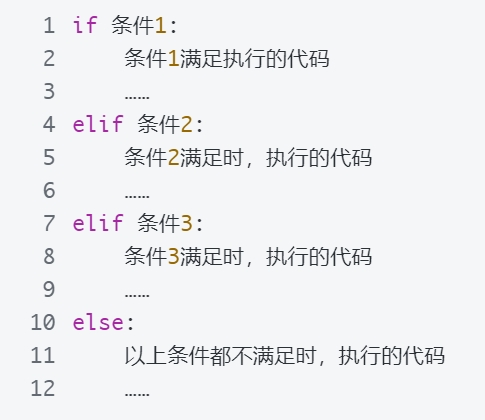 1 if 条件1:
2     条件1满足执行的代码
3     ……
4 elif 条件2:
5     条件2满足时，执行的代码
6     ……
7 elif 条件3:
8     条件3满足时，执行的代码
9     ……
10 else:
11     以上条件都不满足时，执行的代码
12     ……